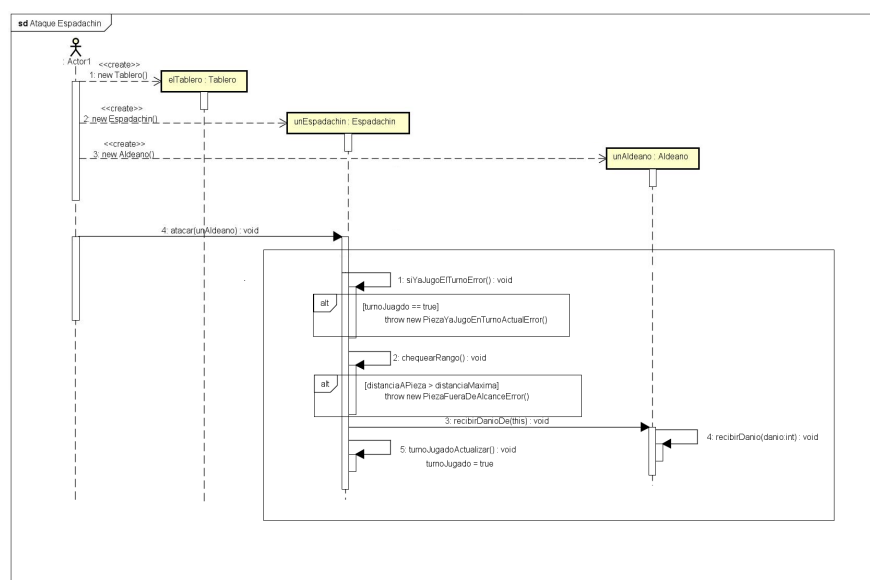 sd Ataque Espadachin
: Actor1
<<create>>
1: new Tablero()
elTablero : Tablero
<<create>>
2: new Espadachin()
unEspadachin : Espadachin
<<create>>
3: new Aldeano()
unAldeano : Aldeano
4: atacar(unAldeano) : void
1: siYaJugoElTurnoError() : void
alt
[turnoJuagdo == true]
throw new PiezaYaJugoEnTurnoActualError()
2: chequearRango() : void
alt
[distanciaAPieza > distanciaMaxima]
throw new PiezaFueraDeAlcanceError()
3: recibirDanioDe(this) : void
4: recibirDanio(danio:int) : void
5: turnoJugadoActualizar() : void
turnoJugado = true